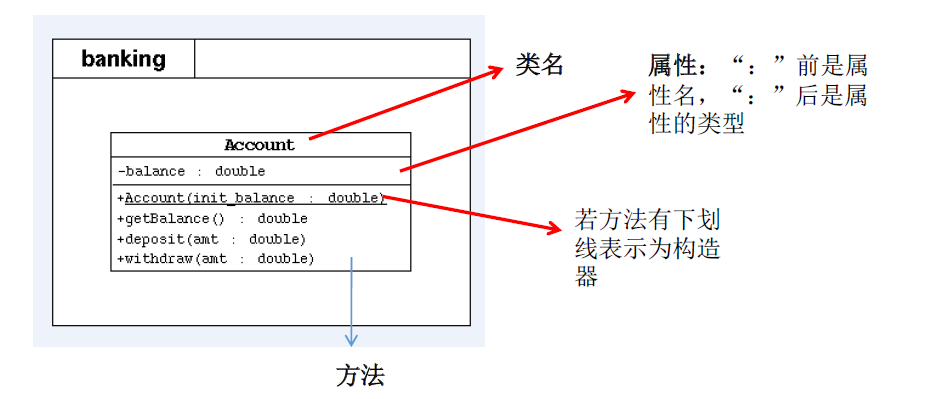 banking
类名
属性：“：”前是属
性名，“：”后是属
性的类型
Account
-balance : double
+Account(init_balance : double)
+getBalance() : double
+deposit(amt : double)
+withdraw(amt : double)
若方法有下划
线表示为构造
器
方法